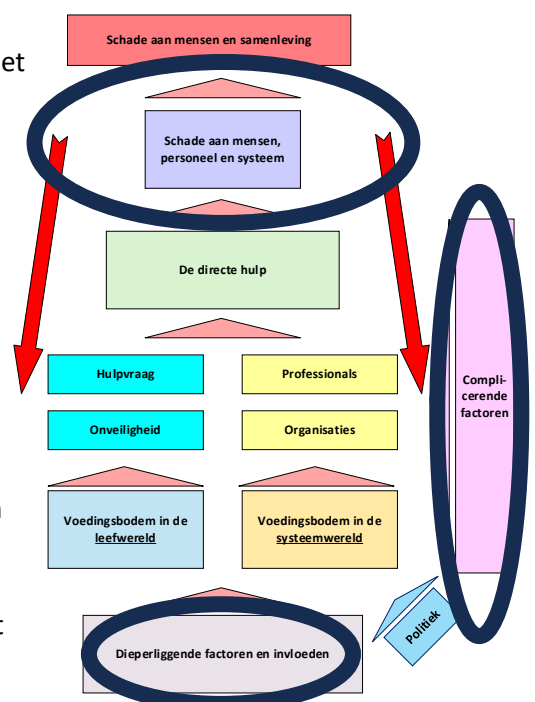 Schade aan mensen en samenleving
et
Schade aan mensen,
personeel en systeem
De directe hulp
Hulpvraag
Professionals
Compli-
cerende
factoren
Onveiligheid
Organisaties
Voedingsbodem in de
leefwereld
Voedingsbodem in de
systeemwereld
Politiek
t
Dieperliggende factoren en invloeden